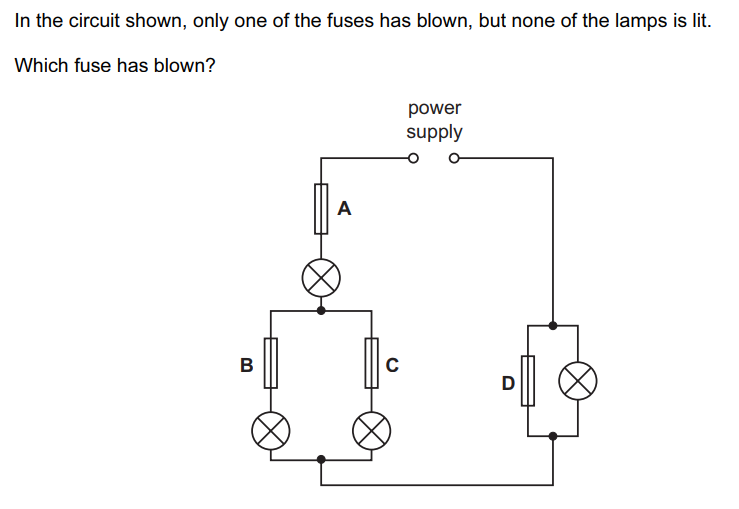 In the circuit shown, only one of the fuses has blown, but none of the lamps is lit.
Which fuse has blown?
power
supply
A
B
C
D